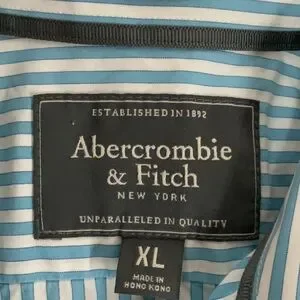 ESTABLISHED IN 1892
Abercrombie
& Fitch
NEW YORK
UNPARALLELED IN QUALITY
XL
MADE IN
HONG KONG